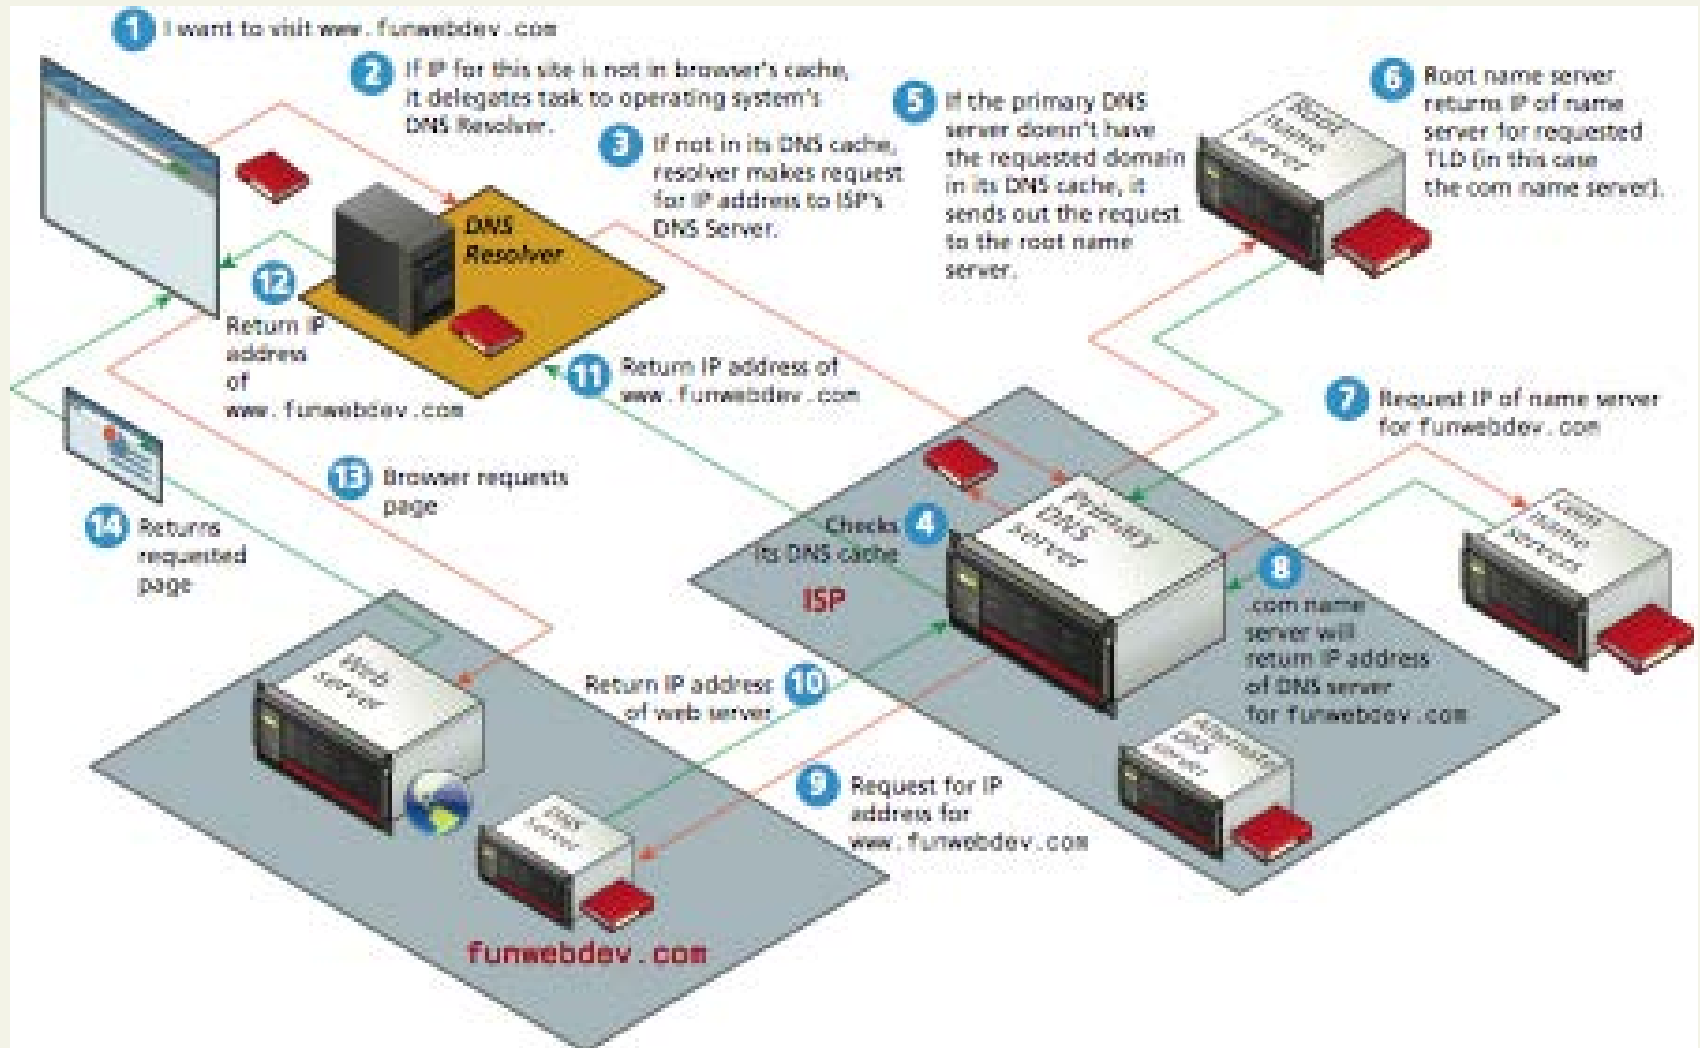 1 I want to visit www.funwebdev.com
2 If IP for this site is not in browser's cache,
it delegates task to operating system's
DNS Resolver.
3 If not in its DNS cache,
resolver makes request
for IP address to ISP's
DNS Server.
DNS
Resolver
4 Checks
its DNS cache
ISP
Primary
DNS
server
Alternate
DNS
server
5 If the primary DNS
server doesn't have
the requested domain
in its DNS cache, it
sends out the request
to the root name
server.
Root
name
server
6 Root name server
returns IP of name
server for requested
TLD (in this case
the com name server).
7 Request IP of name server
for funwebdev.com
com
name
servers
8
.com name
server will
return IP address
of DNS server
for funwebdev.com
9 Request for IP
address for
www.funwebdev.com
10 Return IP address
of web server
11 Return IP address of
www.funwebdev.com
12
Return IP
address
of
www.funwebdev.com
13 Browser requests
page
14 Returns
requested
page
Web
server
DNS
server
funwebdev.com